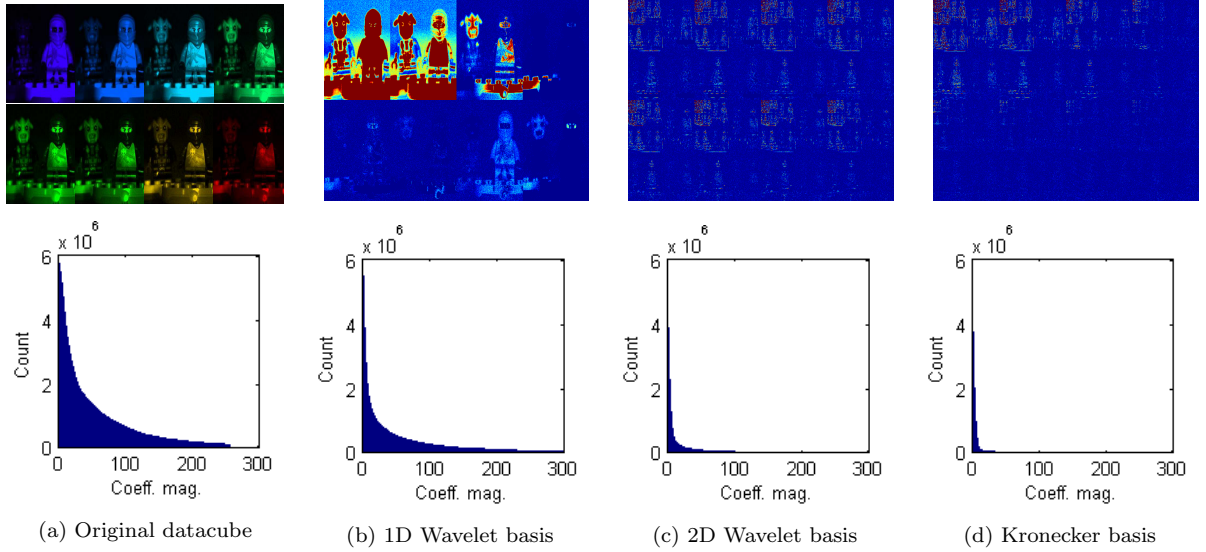 x 10 6
6
4
2
0
0 100 200 300
Count
Coeff. mag.
(a) Original datacube
x 10 6
6
4
2
0
0 100 200 300
Count
Coeff. mag.
(b) 1D Wavelet basis
x 10 6
6
4
2
0
0 100 200 300
Count
Coeff. mag.
(c) 2D Wavelet basis
x 10 6
6
4
2
0
0 100 200 300
Count
Coeff. mag.
(d) Kronecker basis